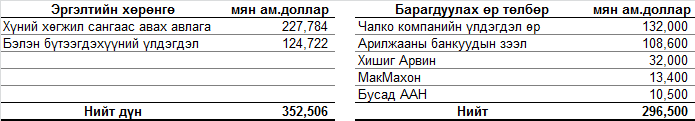 Эргэлтийн хөрөнгө мян ам.доллар
Хүний хөгжил сангаас авах авлага 227,784
Бэлэн бүтээгдэхүүний үлдэгдэл 124,722
Нийт дүн 352,506
Барагдуулах өр төлбөр мян ам.доллар
Чалко компанийн үлдэгдэл өр 132,000
Арилжааны банкуудын зээл 108,600
Хишиг Арвин 32,000
МакМахон 13,400
Бусад ААН 10,500
Нийт 296,500